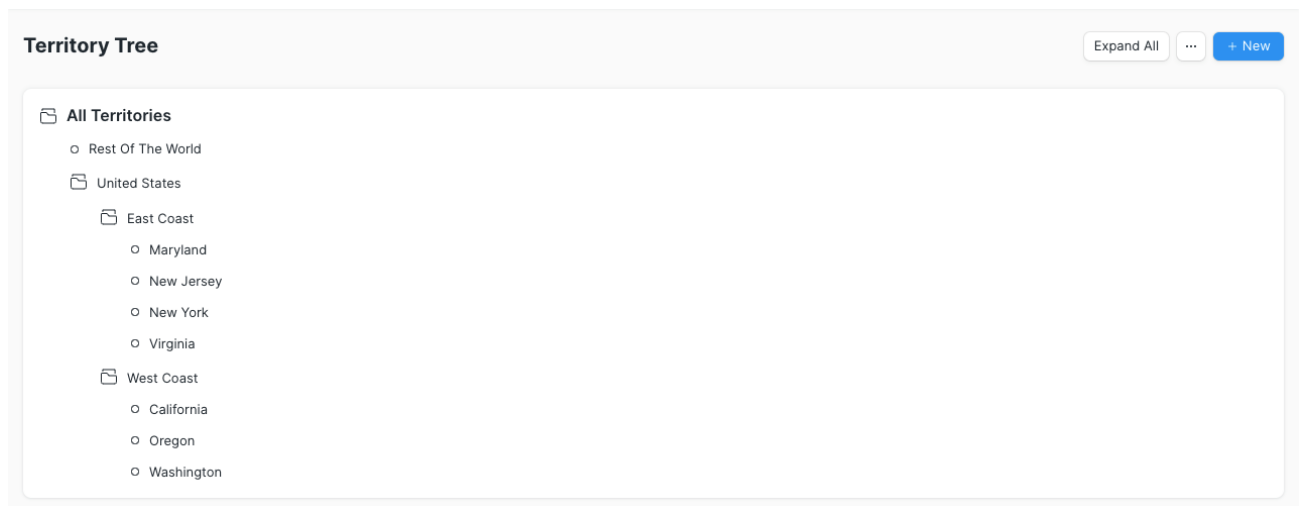 Territory Tree
Expand All ··· + New
All Territories
Rest Of The World
United States
East Coast
Maryland
New Jersey
New York
Virginia
West Coast
California
Oregon
Washington